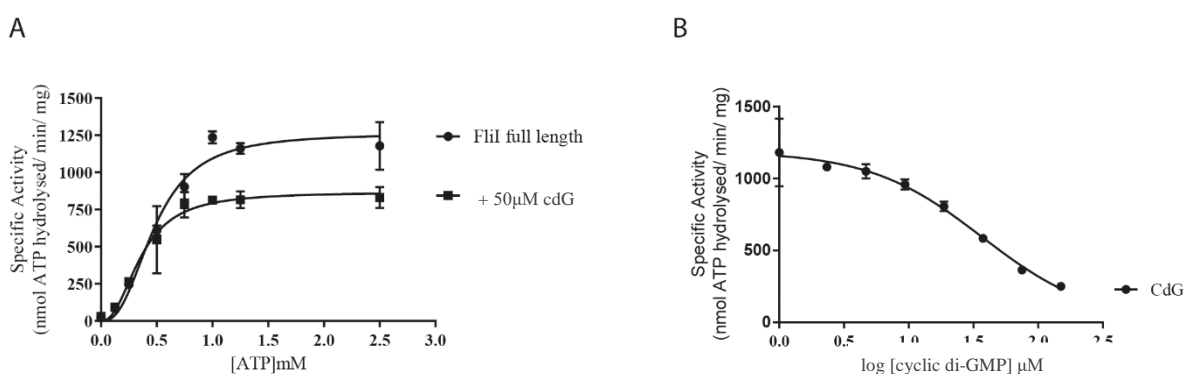 A
Specific Activity
(nmol ATP hydrolysed/ min/ mg)
1500
1250
1000
750
500
250
0
0.0 0.5 1.0 1.5 2.0 2.5 3.0
[ATP]mM
FliI full length
+ 50µM cdG
B
Specific Activity
(nmol ATP hydrolysed/ min/ mg)
1500
1000
500
0
0.0 0.5 1.0 1.5 2.0 2.5
log [cyclic di-GMP] µM
CdG